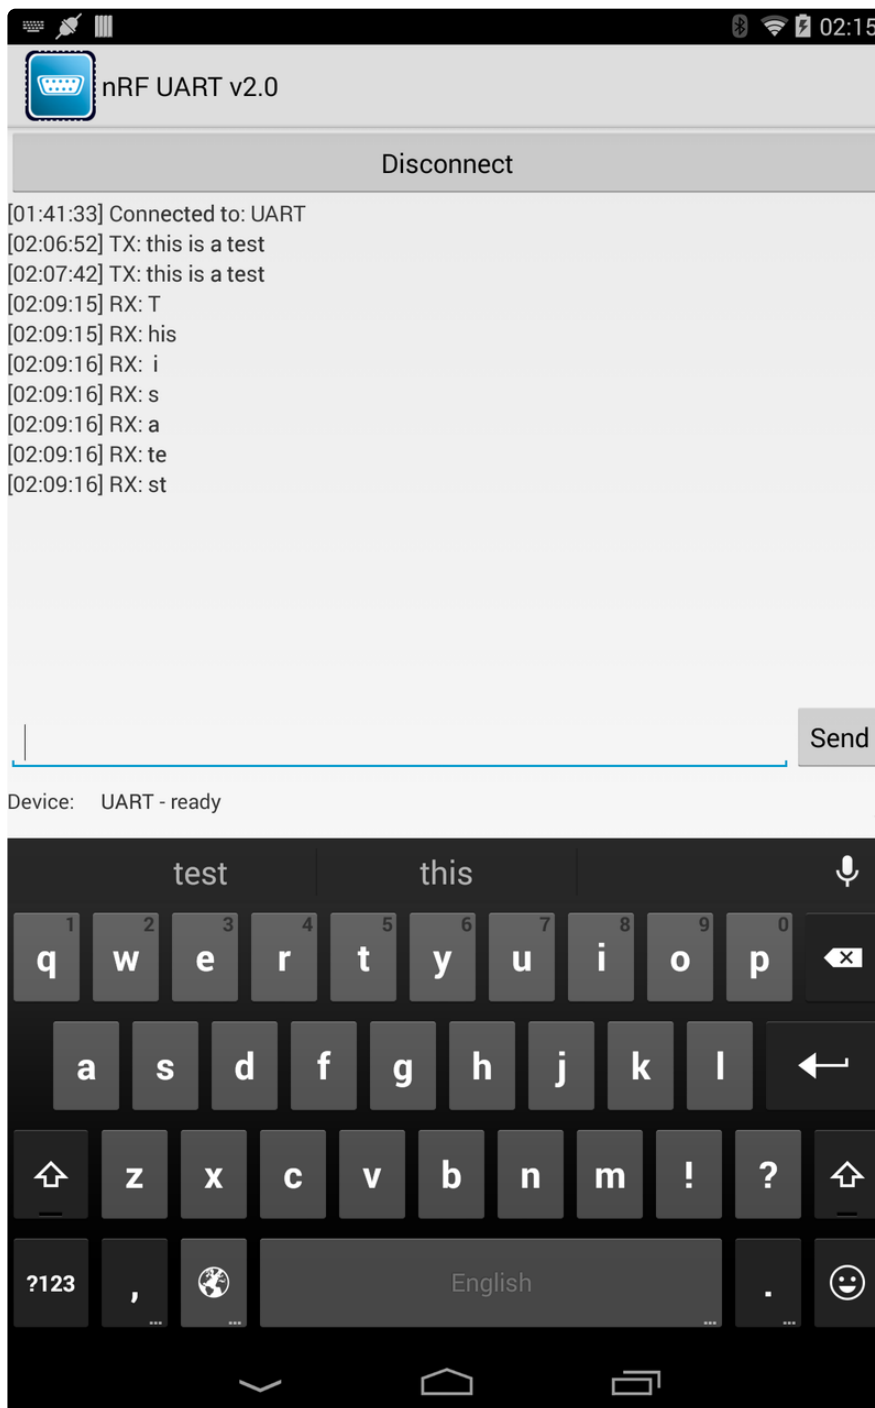 02:15
nRF UART v2.0
Disconnect
[01:41:33] Connected to: UART
[02:06:52] TX: this is a test
[02:07:42] TX: this is a test
[02:09:15] RX: T
[02:09:15] RX: his
[02:09:16] RX:  i
[02:09:16] RX: s
[02:09:16] RX: a
[02:09:16] RX: te
[02:09:16] RX: st
Send
Device: UART - ready
test this
1 2 3 4 5 6 7 8 9 0
q w e r t y u i o p
a s d f g h j k l
z x c v b n m ! ?
?123 , English .